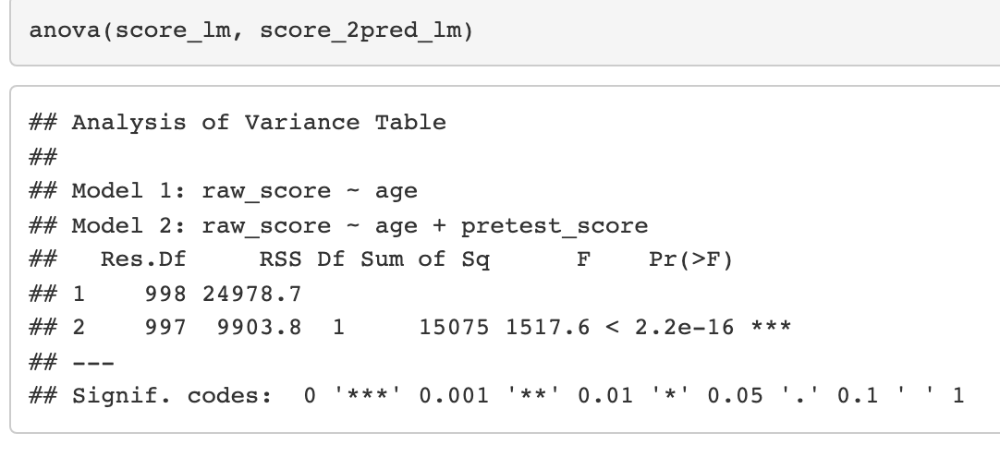 anova(score_lm, score_2pred_lm)
## Analysis of Variance Table
##
## Model 1: raw_score ~ age
## Model 2: raw_score ~ age + pretest_score
##   Res.Df     RSS Df Sum of Sq      F    Pr(>F)
## 1    998 24978.7
## 2    997  9903.8  1     15075 1517.6 < 2.2e-16 ***
## ---
## Signif. codes:  0 '***' 0.001 '**' 0.01 '*' 0.05 '.' 0.1 ' ' 1